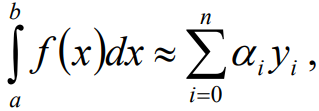 ∫_a^b f(x)dx ≈ ∑_{i=0}^n α_i y_i ,